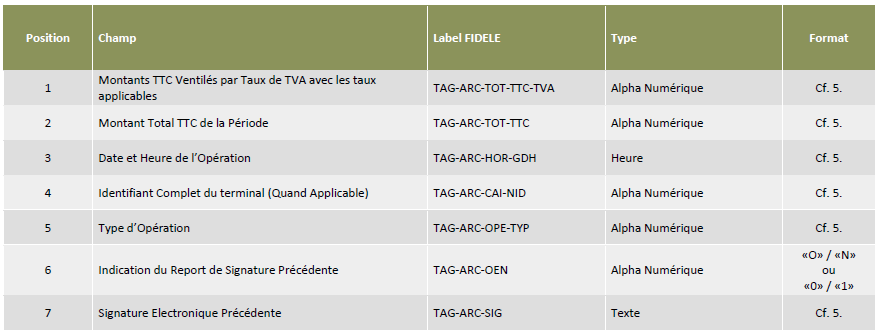 Position Champ Label FIDELE Type Format
1 Montants TTC Ventilés par Taux de TVA avec les taux applicables TAG-ARC-TOT-TTC-TVA Alpha Numérique Cf. 5.
2 Montant Total TTC de la Période TAG-ARC-TOT-TTC Alpha Numérique Cf. 5.
3 Date et Heure de l’Opération TAG-ARC-HOR-GDH Heure Cf. 5.
4 Identifiant Complet du terminal (Quand Applicable) TAG-ARC-CAI-NID Alpha Numérique Cf. 5.
5 Type d’Opération TAG-ARC-OPE-TYP Alpha Numérique Cf. 5.
6 Indication du Report de Signature Précédente TAG-ARC-OEN Alpha Numérique «O» / «N» ou «0» / «1»
7 Signature Electronique Précédente TAG-ARC-SIG Texte Cf. 5.